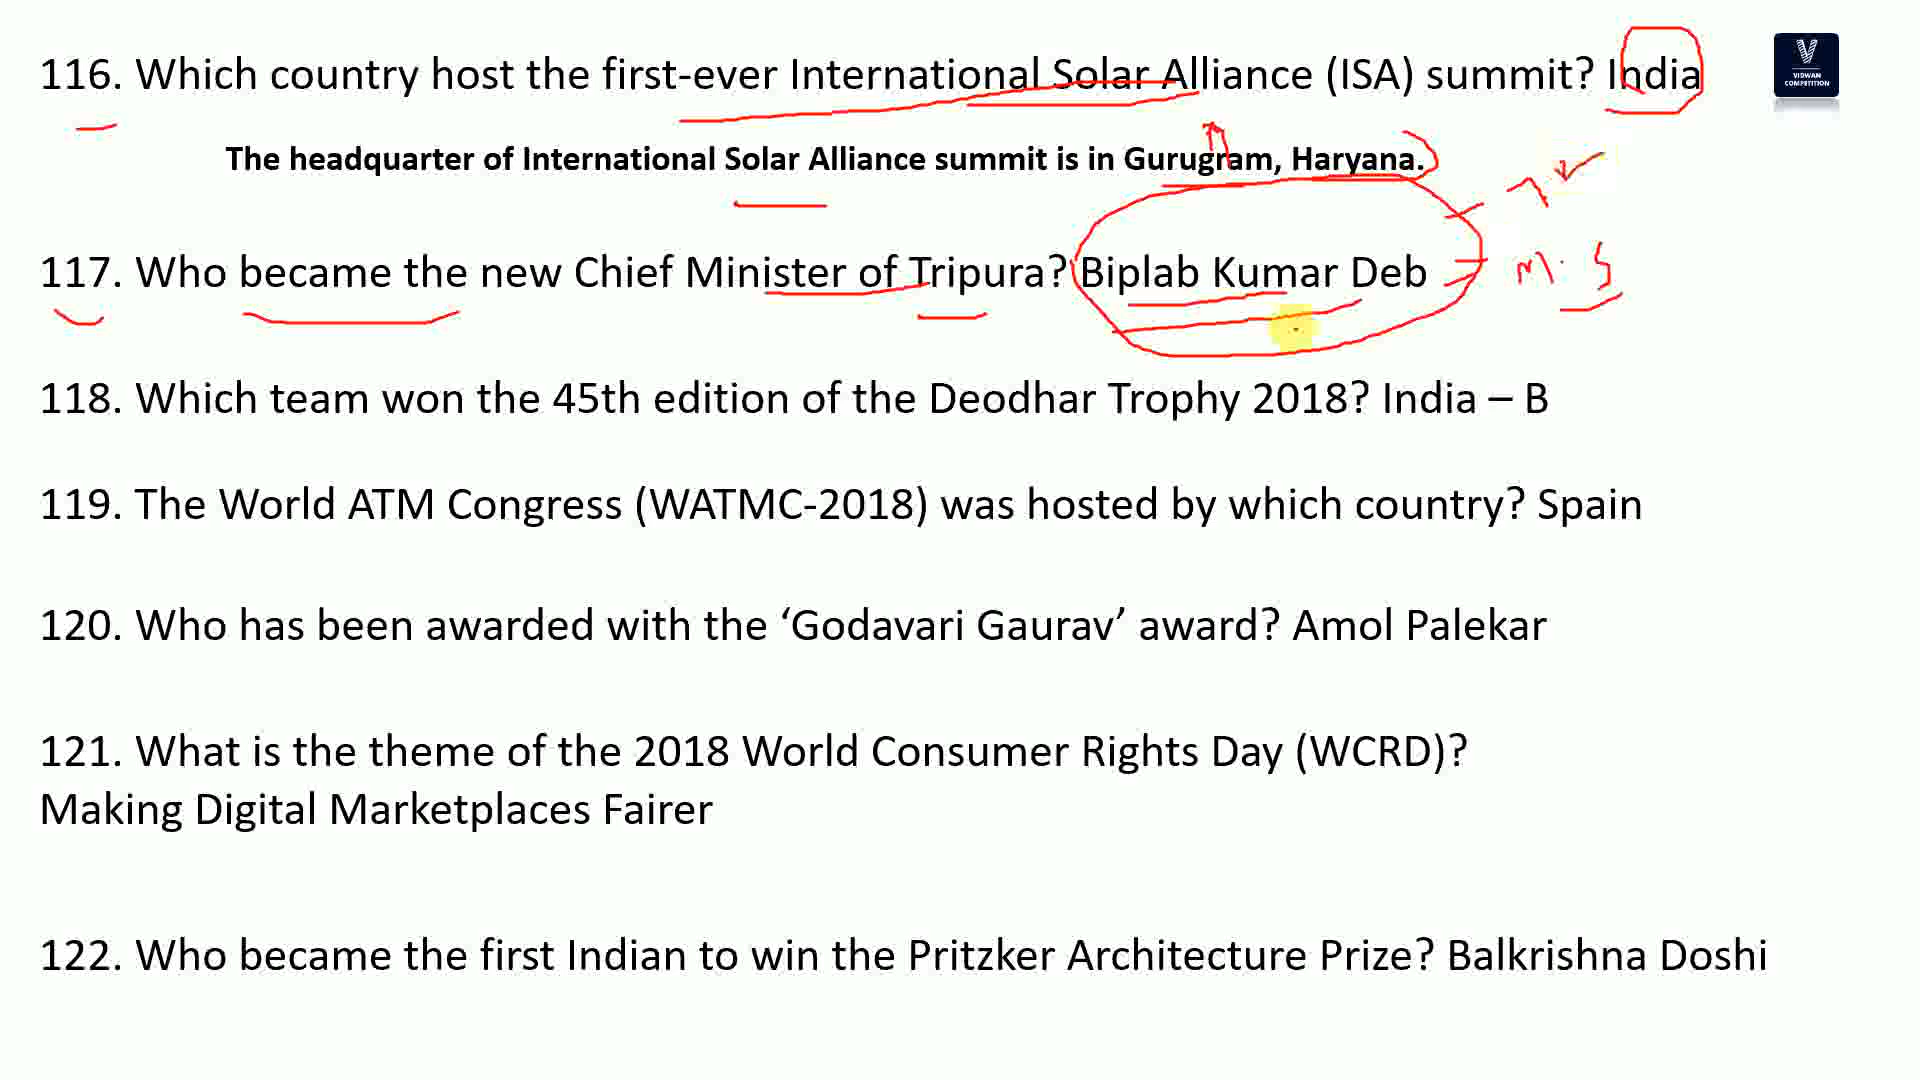 116. Which country host the first-ever International Solar Alliance (ISA) summit? India
VIDWAN
COMPETITION
The headquarter of International Solar Alliance summit is in Gurugram, Haryana.
117. Who became the new Chief Minister of Tripura? Biplab Kumar Deb
M. S
118. Which team won the 45th edition of the Deodhar Trophy 2018? India – B
119. The World ATM Congress (WATMC-2018) was hosted by which country? Spain
120. Who has been awarded with the ‘Godavari Gaurav’ award? Amol Palekar
121. What is the theme of the 2018 World Consumer Rights Day (WCRD)?
Making Digital Marketplaces Fairer
122. Who became the first Indian to win the Pritzker Architecture Prize? Balkrishna Doshi